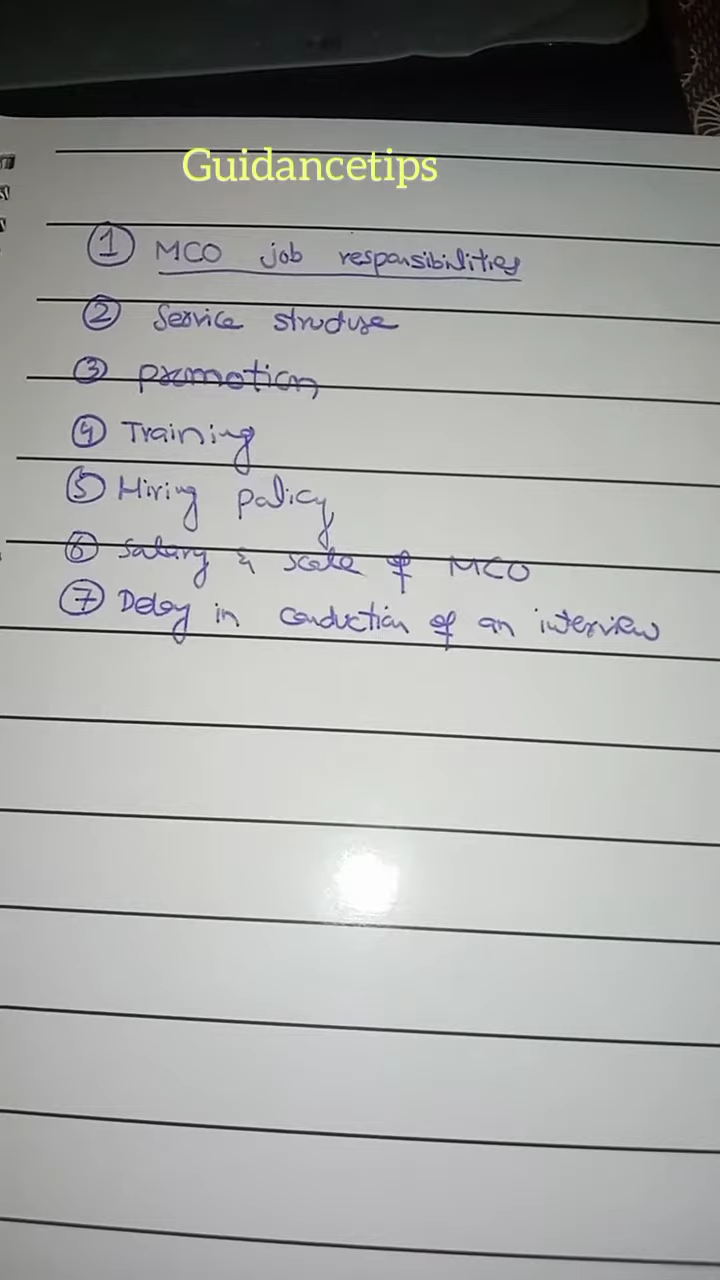 Guidancetips
① MCO job responsibilities
② Service structure
③ promotion
④ Training
⑤ Hiring policy
⑥ Salary & scale of MCO
⑦ Delay in conduction of an interview